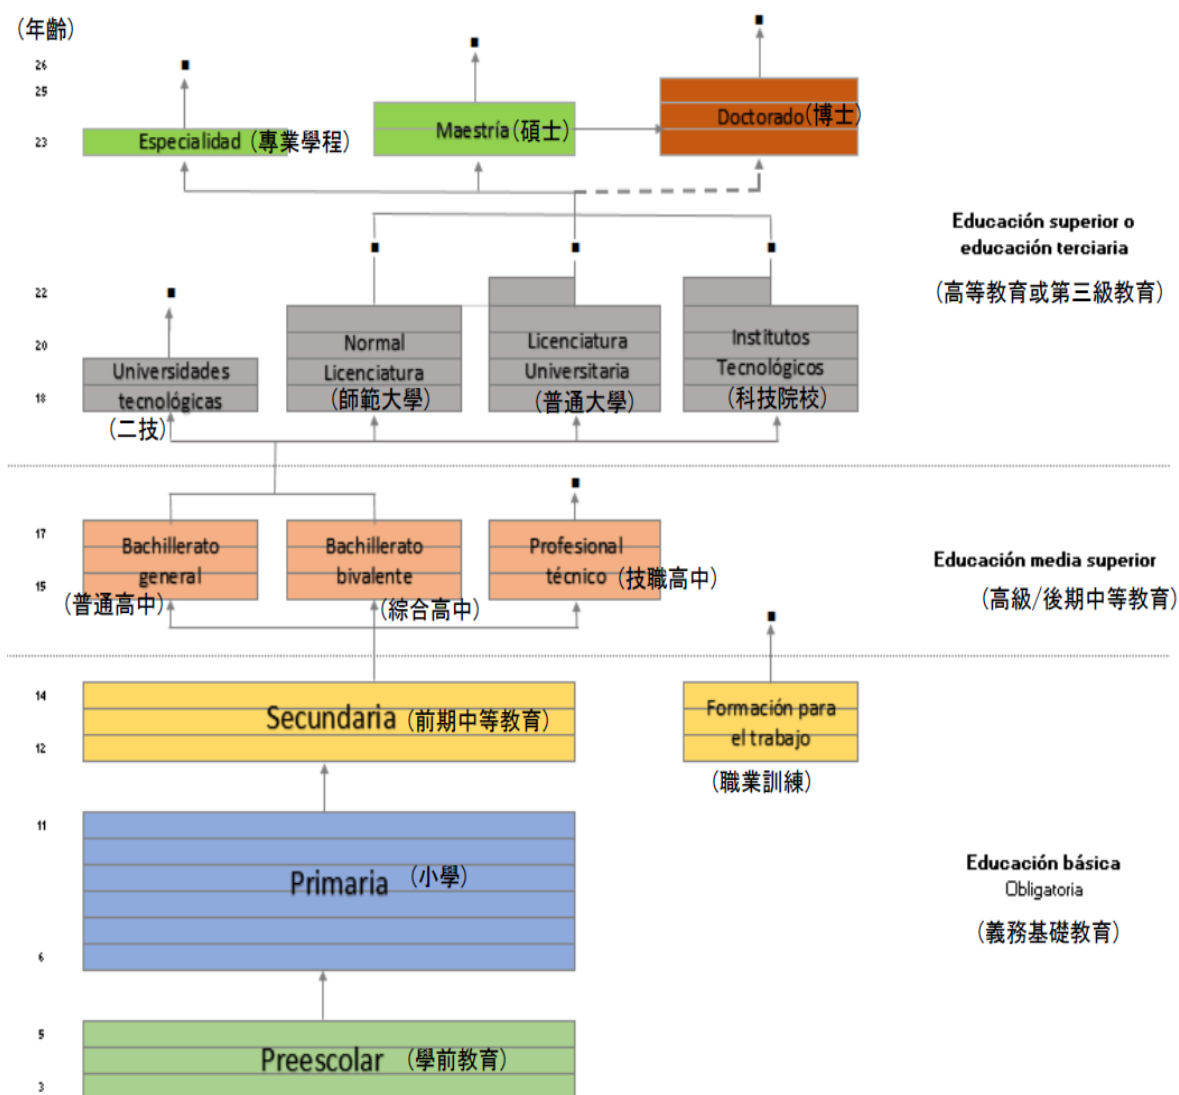 (年齡)
26
25
23
Especialidad (專業學程)
Maestría (碩士)
Doctorado (博士)
Educación superior o
educación terciaria
(高等教育或第三級教育)
22
20
18
Universidades
tecnológicas
(二技)
Normal
Licenciatura
(師範大學)
Licenciatura
Universitaria
(普通大學)
Institutos
Tecnológicos
(科技院校)
17
15
Bachillerato
general
(普通高中)
Bachillerato
bivalente
(綜合高中)
Profesional
técnico (技職高中)
Educación media superior
(高級/後期中等教育)
14
12
Secundaria (前期中等教育)
Formación para
el trabajo
(職業訓練)
11
6
Primaria (小學)
Educación básica
Obligatoria
(義務基礎教育)
5
3
Preescolar (學前教育)